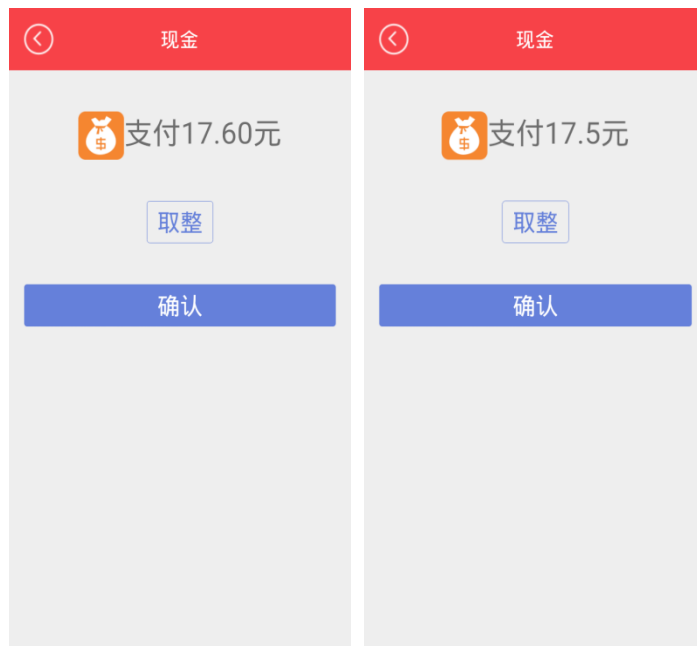 现金
支付17.60元
取整
确认
现金
支付17.5元
取整
确认